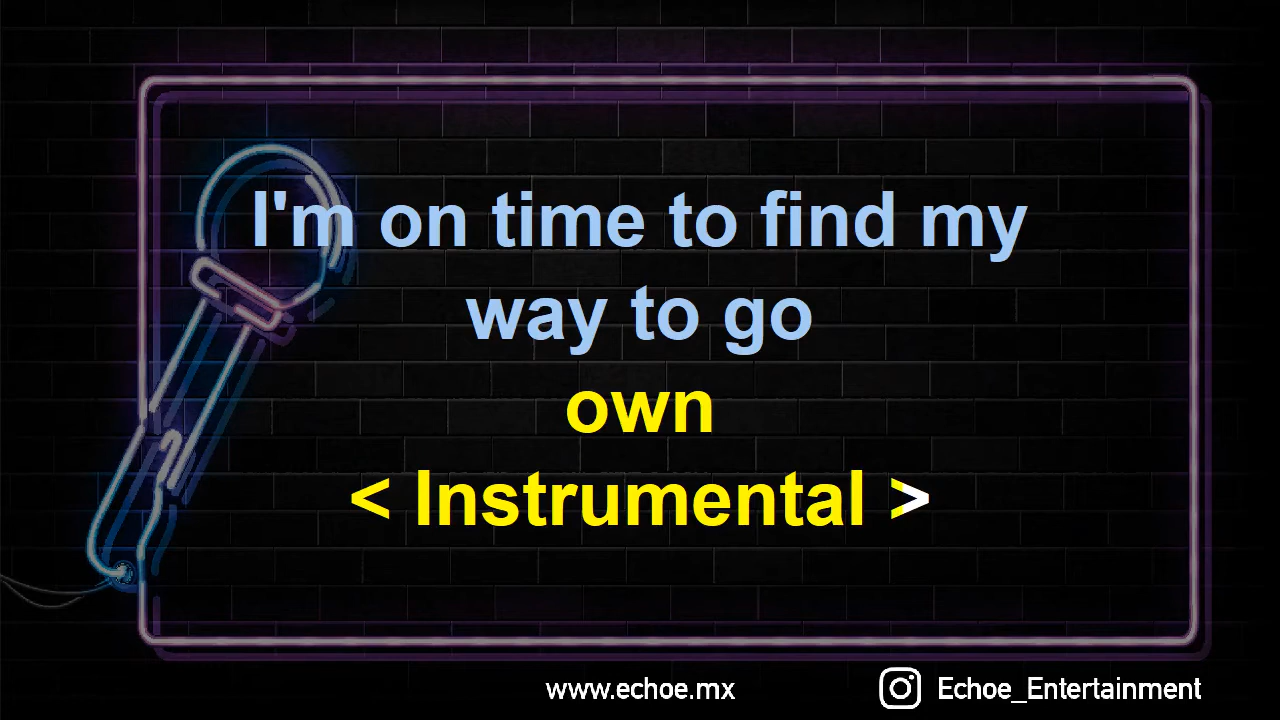 I'm on time to find my
way to go
own
< Instrumental >
www.echoe.mx
Echoe_Entertainment